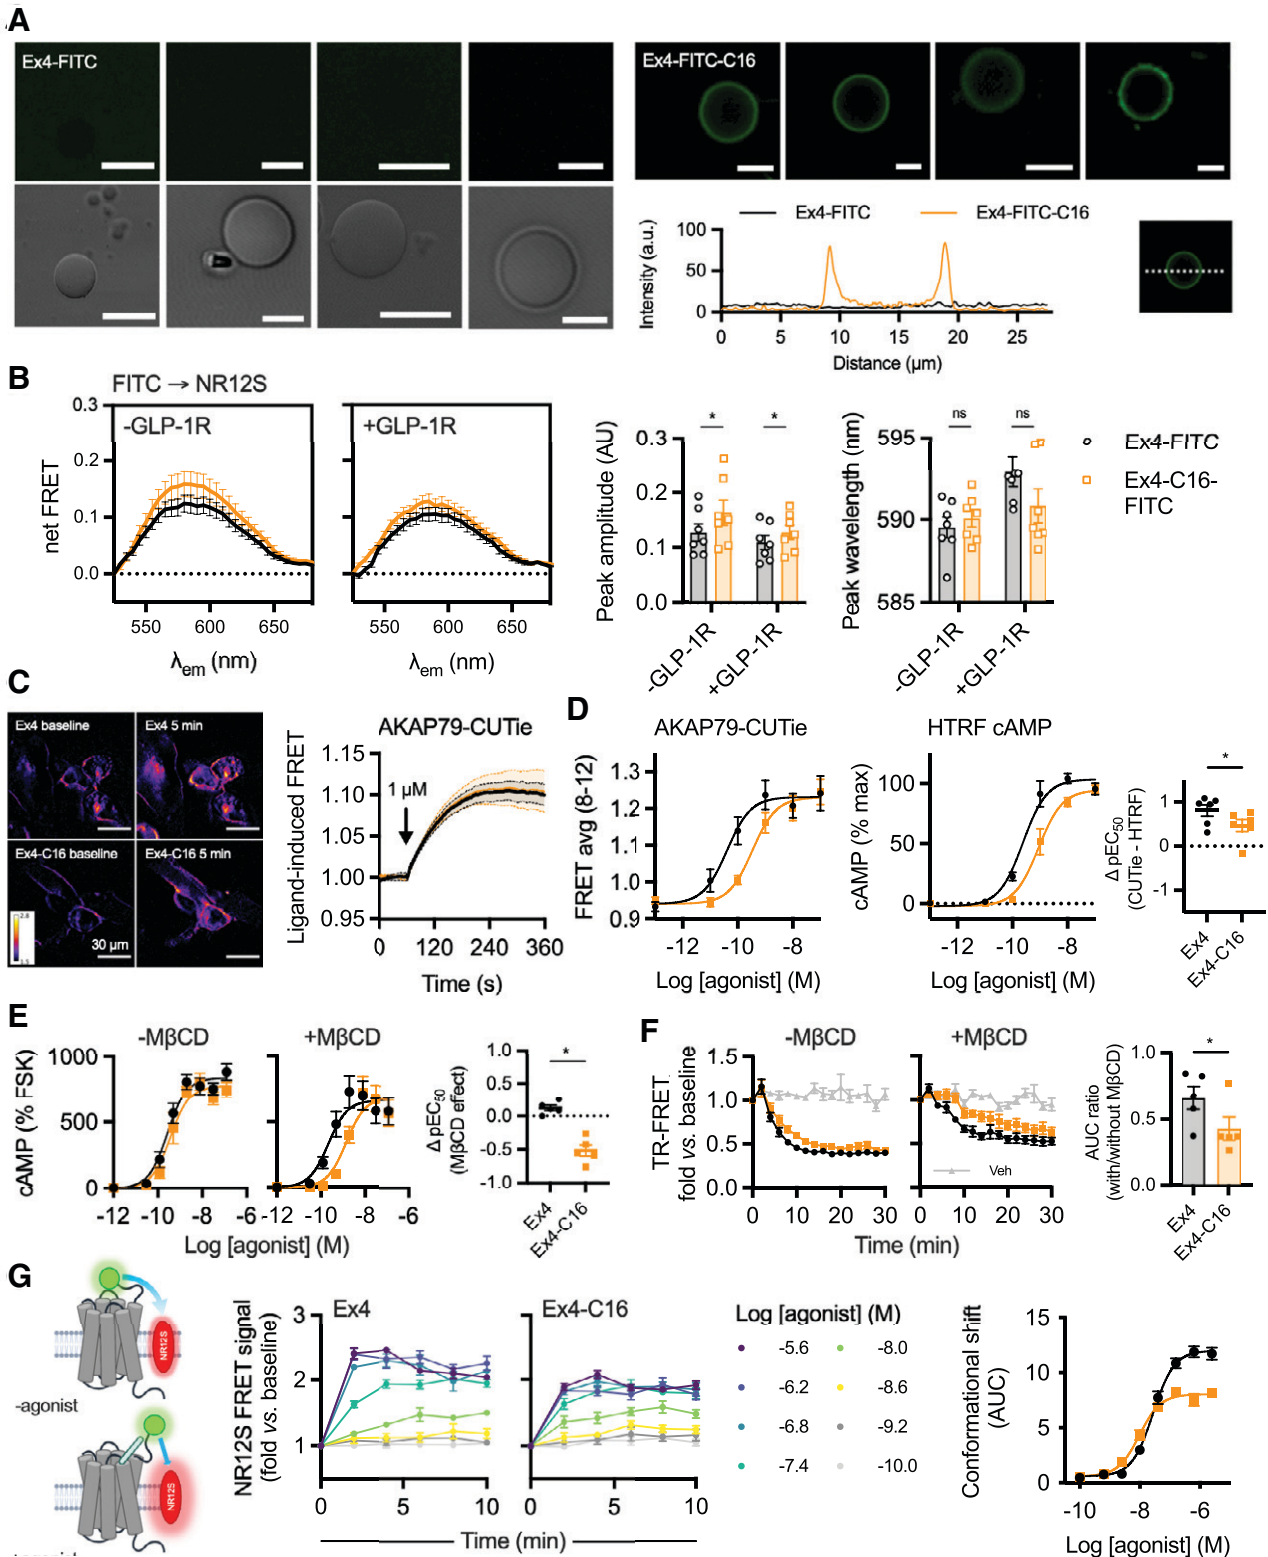 A
Ex4-FITC
Ex4-FITC-C16
Ex4-FITC
Ex4-FITC-C16
Intensity (a.u.)
100
50
0
0 5 10 15 20 25
Distance (µm)
B
FITC → NR12S
-GLP-1R
+GLP-1R
net FRET
0.3
0.2
0.1
0.0
550 600 650
550 600 650
λem (nm)
λem (nm)
Peak amplitude (AU)
0.3
0.2
0.1
0.0
* *
-GLP-1R
+GLP-1R
Peak wavelength (nm)
595
590
585
ns ns
-GLP-1R
+GLP-1R
Ex4-FITC
Ex4-C16-
FITC
C
Ex4 baseline
Ex4 5 min
Ex4-C16 baseline
Ex4-C16 5 min
2.8
30 µm
AKAP79-CUTie
Ligand-induced FRET
1.15
1.10
1.05
1.00
0.95
1 µM
0 120 240 360
Time (s)
D
AKAP79-CUTie
FRET avg (8-12)
1.3
1.2
1.1
1.0
0.9
-12 -10 -8
Log [agonist] (M)
HTRF cAMP
cAMP (% max)
100
50
0
-12 -10 -8
Log [agonist] (M)
Δ pEC50
(CUTie - HTRF)
1
0
-1
*
Ex4
Ex4-C16
E
-MβCD
+MβCD
cAMP (% FSK)
1000
500
0
-12 -10 -8 -6
-12 -10 -8 -6
Log [agonist] (M)
Δ pEC50
(MβCD effect)
1.0
0.5
0.0
-0.5
-1.0
*
Ex4
Ex4-C16
F
-MβCD
+MβCD
TR-FRET
fold vs. baseline
1.5
1.0
0.5
0.0
Veh
0 10 20 30
0 10 20 30
Time (min)
AUC ratio
(with/without MβCD)
1.0
0.5
0.0
*
Ex4
Ex4-C16
G
NR12S
-agonist
NR12S
NR12S FRET signal
(fold vs. baseline)
3
2
1
Ex4
Ex4-C16
0 5 10
0 5 10
Time (min)
Log [agonist] (M)
-5.6 -8.0
-6.2 -8.6
-6.8 -9.2
-7.4 -10.0
Conformational shift
(AUC)
15
10
5
0
-10 -8 -6
Log [agonist] (M)